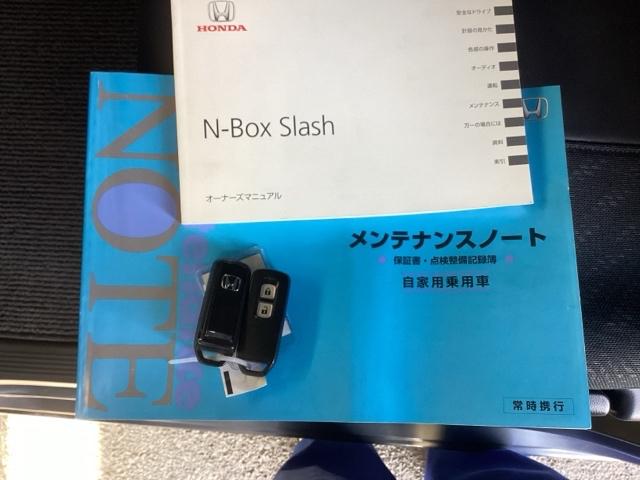 HONDA
N-Box Slash
オーナーズマニュアル
安全なドライブ
計器の見かた
各部の操作
オーディオ
運転
メンテナンス
万一の場合には
資料
索引
NOTE
メンテナンスノート
保証書・点検整備記録簿
自家用乗用車
常時携行